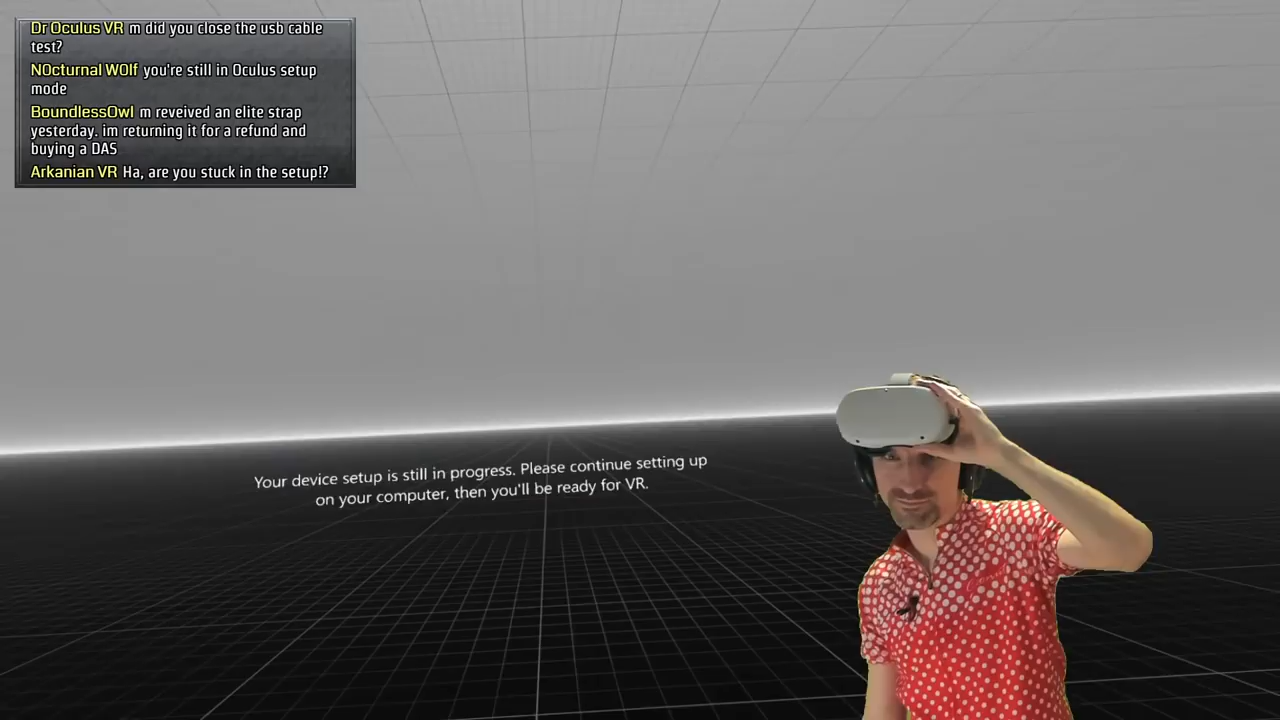 Dr Oculus VR m did you close the usb cable
test?
N0cturnal W0lf you're still in Oculus setup
mode
BoundlessOwl m reveived an elite strap
yesterday. im returning it for a refund and
buying a DAS
Arkanian VR Ha, are you stuck in the setup!?
Your device setup is still in progress. Please continue setting up
on your computer, then you'll be ready for VR.